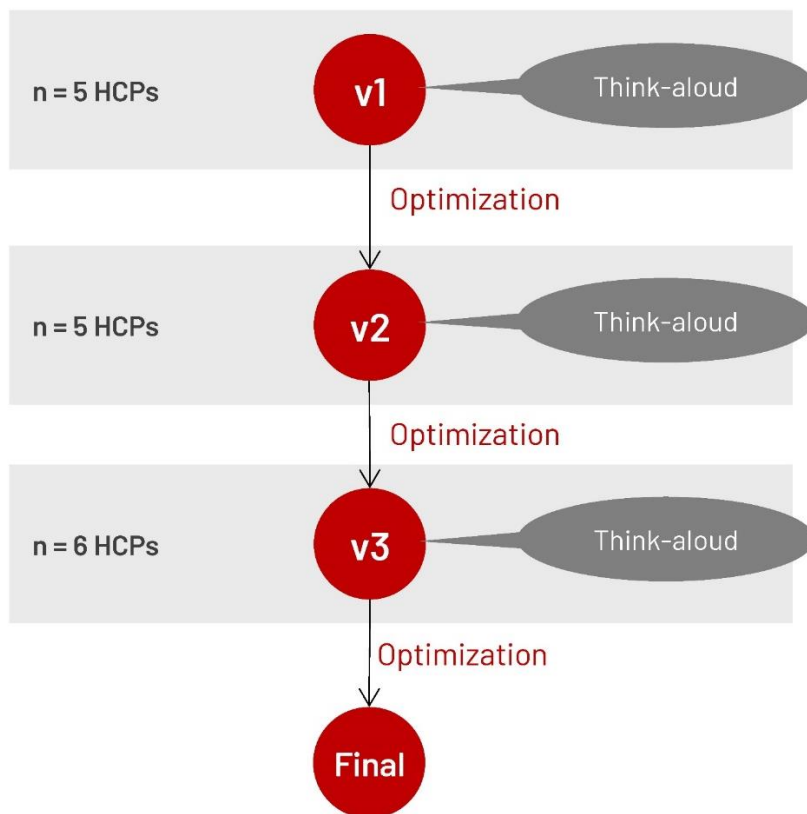 n = 5 HCPs
v1
Think-aloud
Optimization
n = 5 HCPs
v2
Think-aloud
Optimization
n = 6 HCPs
v3
Think-aloud
Optimization
Final